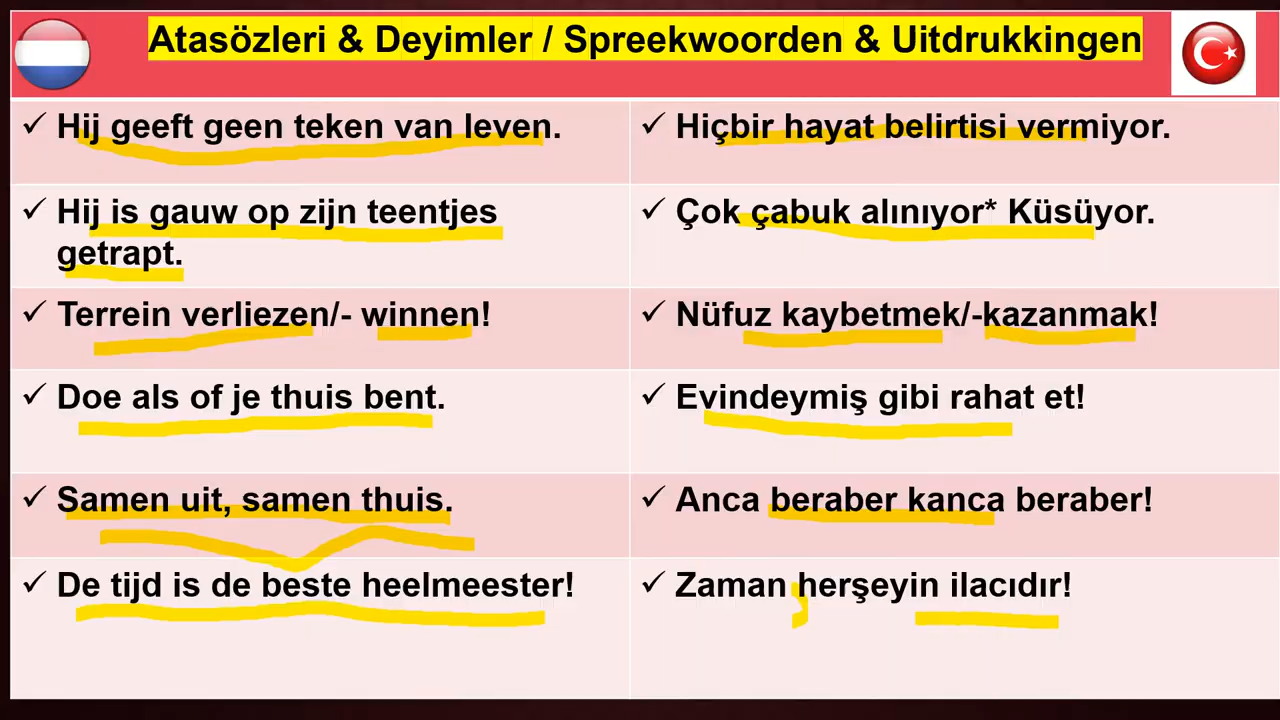 Atasözleri & Deyimler / Spreekwoorden & Uitdrukkingen
✓ Hij geeft geen teken van leven.
✓ Hiçbir hayat belirtisi vermiyor.
✓ Hij is gauw op zijn teentjes
getrapt.
✓ Çok çabuk alınıyor* Küsüyor.
✓ Terrein verliezen/- winnen!
✓ Nüfuz kaybetmek/-kazanmak!
✓ Doe als of je thuis bent.
✓ Evindeymiş gibi rahat et!
✓ Samen uit, samen thuis.
✓ Anca beraber kanca beraber!
✓ De tijd is de beste heelmeester!
✓ Zaman herşeyin ilacıdır!